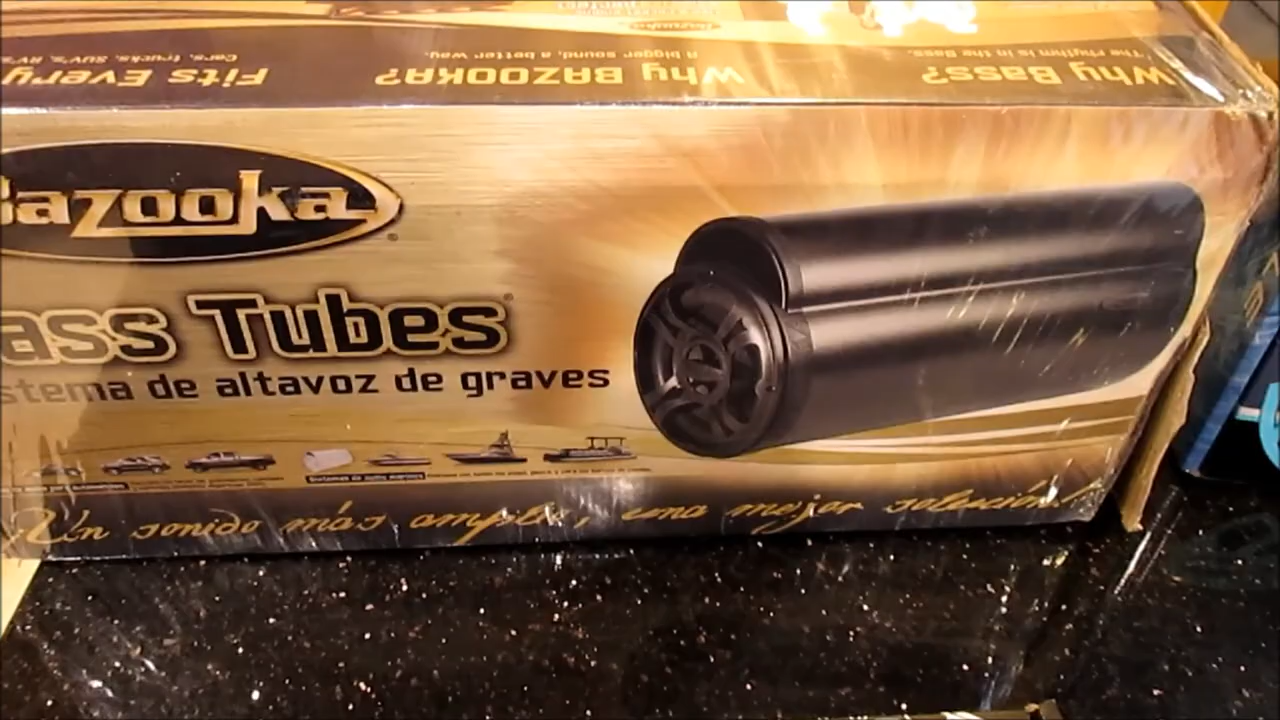 Why Bass? Why BAZOOKA? Fits Every
The rhythm is in the Bass. A bigger sound, a better way. Cars, trucks, SUV's, RV's
Bazooka
ass Tubes®
stema de altavoz de graves
Un sonido más amplio, una mejor solución!